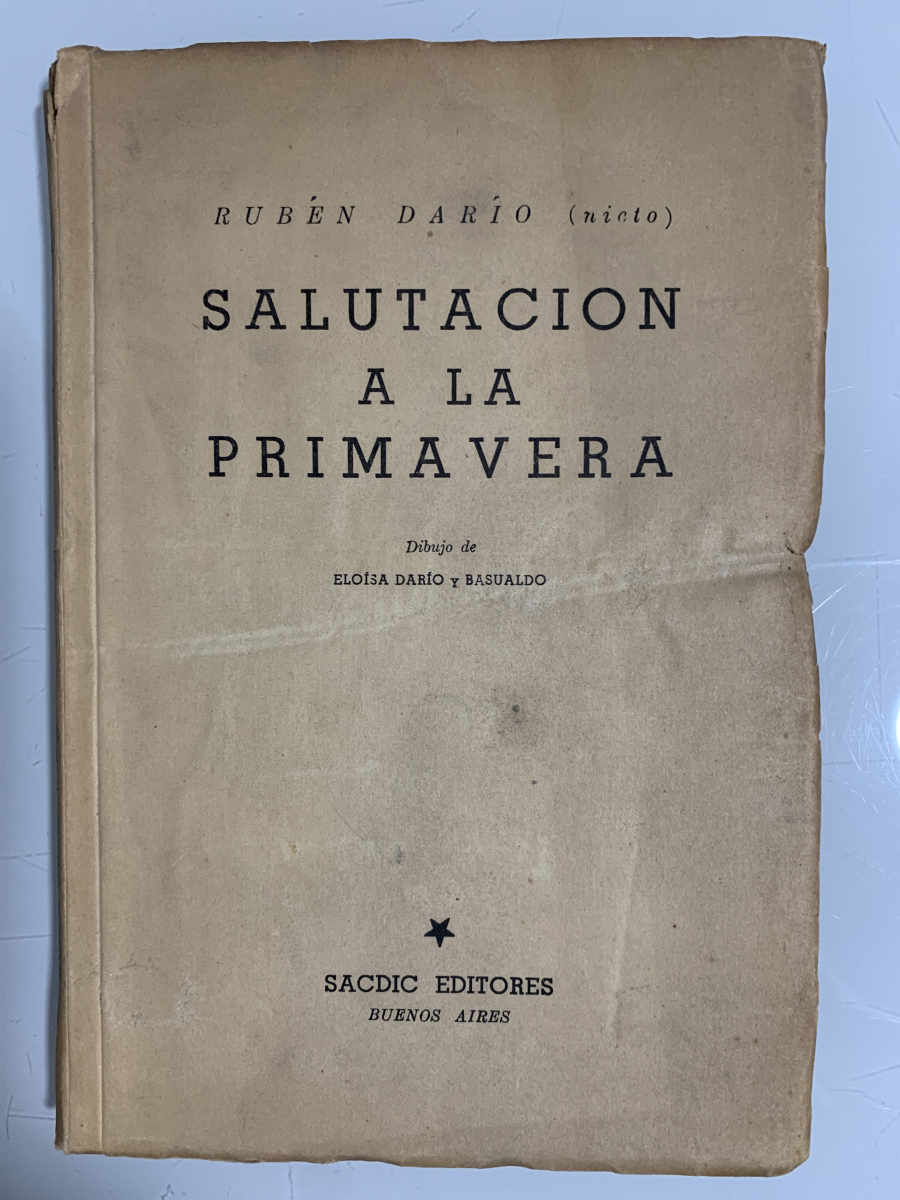 RUBÉN DARÍO (nieto)
SALUTACION
A LA
PRIMAVERA
Dibujo de
ELOÍSA DARÍO Y BASUALDO
SACDIC EDITORES
BUENOS AIRES